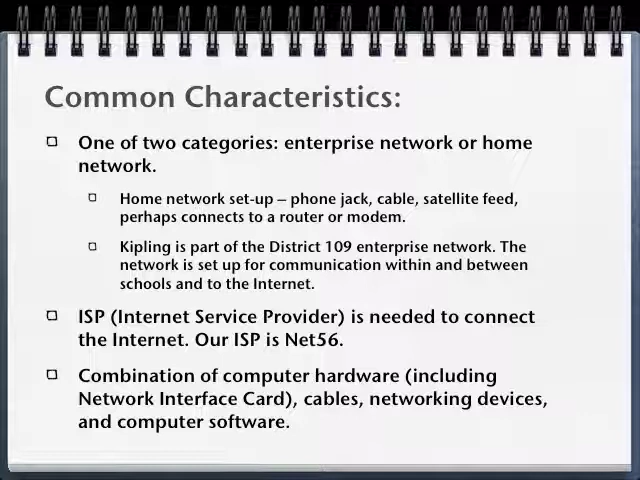 Common Characteristics:
One of two categories: enterprise network or home
network.
Home network set-up – phone jack, cable, satellite feed,
perhaps connects to a router or modem.
Kipling is part of the District 109 enterprise network. The
network is set up for communication within and between
schools and to the Internet.
ISP (Internet Service Provider) is needed to connect
the Internet. Our ISP is Net56.
Combination of computer hardware (including
Network Interface Card), cables, networking devices,
and computer software.